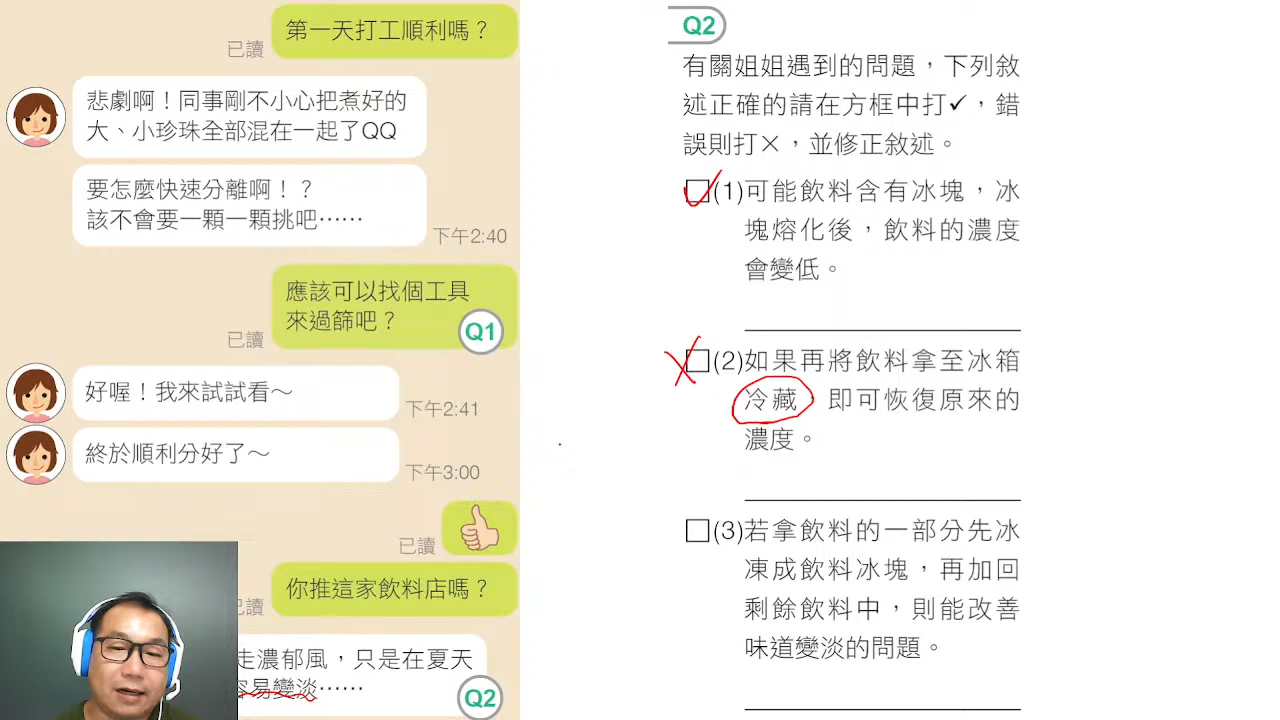 第一天打工順利嗎？
已讀
悲劇啊！同事剛不小心把煮好的
大、小珍珠全部混在一起了QQ
要怎麼快速分離啊！？
該不會要一顆一顆挑吧……
下午2:40
應該可以找個工具
來過篩吧？
已讀
Q1
好喔！我來試試看～
下午2:41
終於順利分好了～
下午3:00
已讀
你推這家飲料店嗎？
已讀
走濃郁風，只是在夏天
容易變淡……
Q2
Q2
有關姐姐遇到的問題，下列敘
述正確的請在方框中打✓，錯
誤則打×，並修正敘述。
□(1)可能飲料含有冰塊，冰
塊熔化後，飲料的濃度
會變低。
□(2)如果再將飲料拿至冰箱
冷藏 即可恢復原來的
濃度。
□(3)若拿飲料的一部分先冰
凍成飲料冰塊，再加回
剩餘飲料中，則能改善
味道變淡的問題。